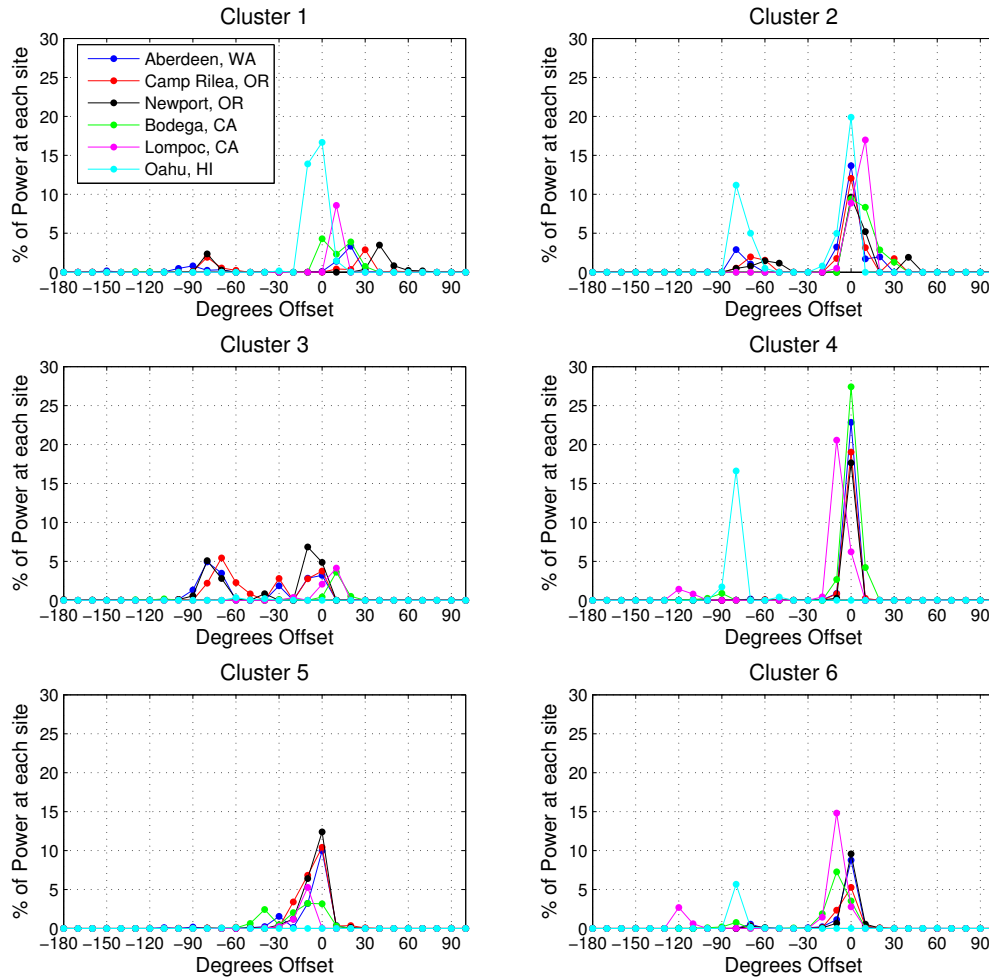 Cluster 1
30
25
20
15
10
5
0
% of Power at each site
Aberdeen, WA
Camp Rilea, OR
Newport, OR
Bodega, CA
Lompoc, CA
Oahu, HI
−180 −150 −120 −90 −60 −30 0 30 60 90
Degrees Offset
Cluster 2
30
25
20
15
10
5
0
% of Power at each site
−180 −150 −120 −90 −60 −30 0 30 60 90
Degrees Offset
Cluster 3
30
25
20
15
10
5
0
% of Power at each site
−180 −150 −120 −90 −60 −30 0 30 60 90
Degrees Offset
Cluster 4
30
25
20
15
10
5
0
% of Power at each site
−180 −150 −120 −90 −60 −30 0 30 60 90
Degrees Offset
Cluster 5
30
25
20
15
10
5
0
% of Power at each site
−180 −150 −120 −90 −60 −30 0 30 60 90
Degrees Offset
Cluster 6
30
25
20
15
10
5
0
% of Power at each site
−180 −150 −120 −90 −60 −30 0 30 60 90
Degrees Offset